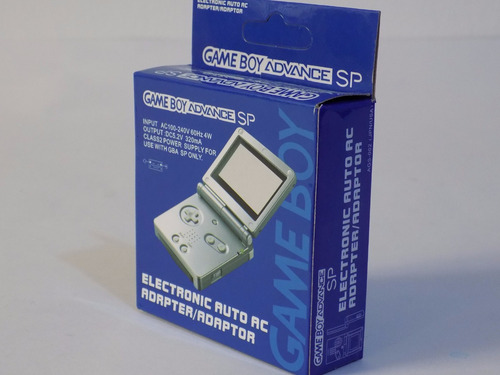 ELECTRONIC AUTO AC
ADAPTER/ADAPTOR
GAME BOY ADVANCE SP
GAME BOY ADVANCE SP
INPUT AC100-240V 60Hz 4W
OUTPUT DC5.2V 320mA
CLASS2 POWER SUPPLY FOR
USE WITH GBA SP ONLY.
ELECTRONIC AUTO AC
ADAPTER/ADAPTOR
GAME BOY
GAME BOY ADVANCE SP
ELECTRONIC AUTO AC
ADAPTER/ADAPTOR